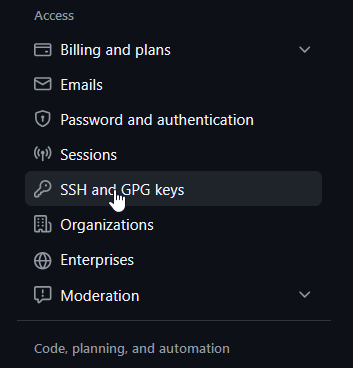 Access
Billing and plans
Emails
Password and authentication
Sessions
SSH and GPG keys
Organizations
Enterprises
Moderation
Code, planning, and automation